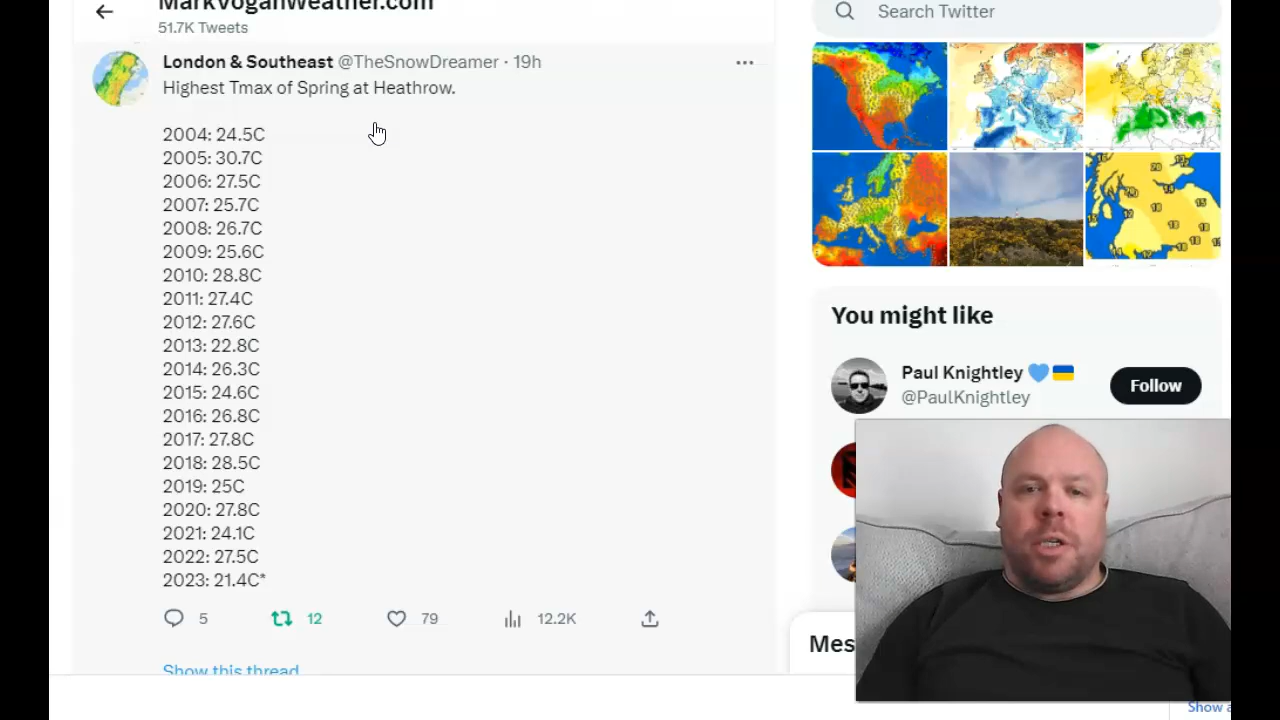 MarkVoganWeather.com
51.7K Tweets
Search Twitter
London & Southeast @TheSnowDreamer · 19h
Highest Tmax of Spring at Heathrow.
2004: 24.5C
2005: 30.7C
2006: 27.5C
2007: 25.7C
2008: 26.7C
2009: 25.6C
2010: 28.8C
2011: 27.4C
2012: 27.6C
2013: 22.8C
2014: 26.3C
2015: 24.6C
2016: 26.8C
2017: 27.8C
2018: 28.5C
2019: 25C
2020: 27.8C
2021: 24.1C
2022: 27.5C
2023: 21.4C*
5 12 79 12.2K
Show this thread
You might like
Paul Knightley
@PaulKnightley
Follow
Mes
Show a